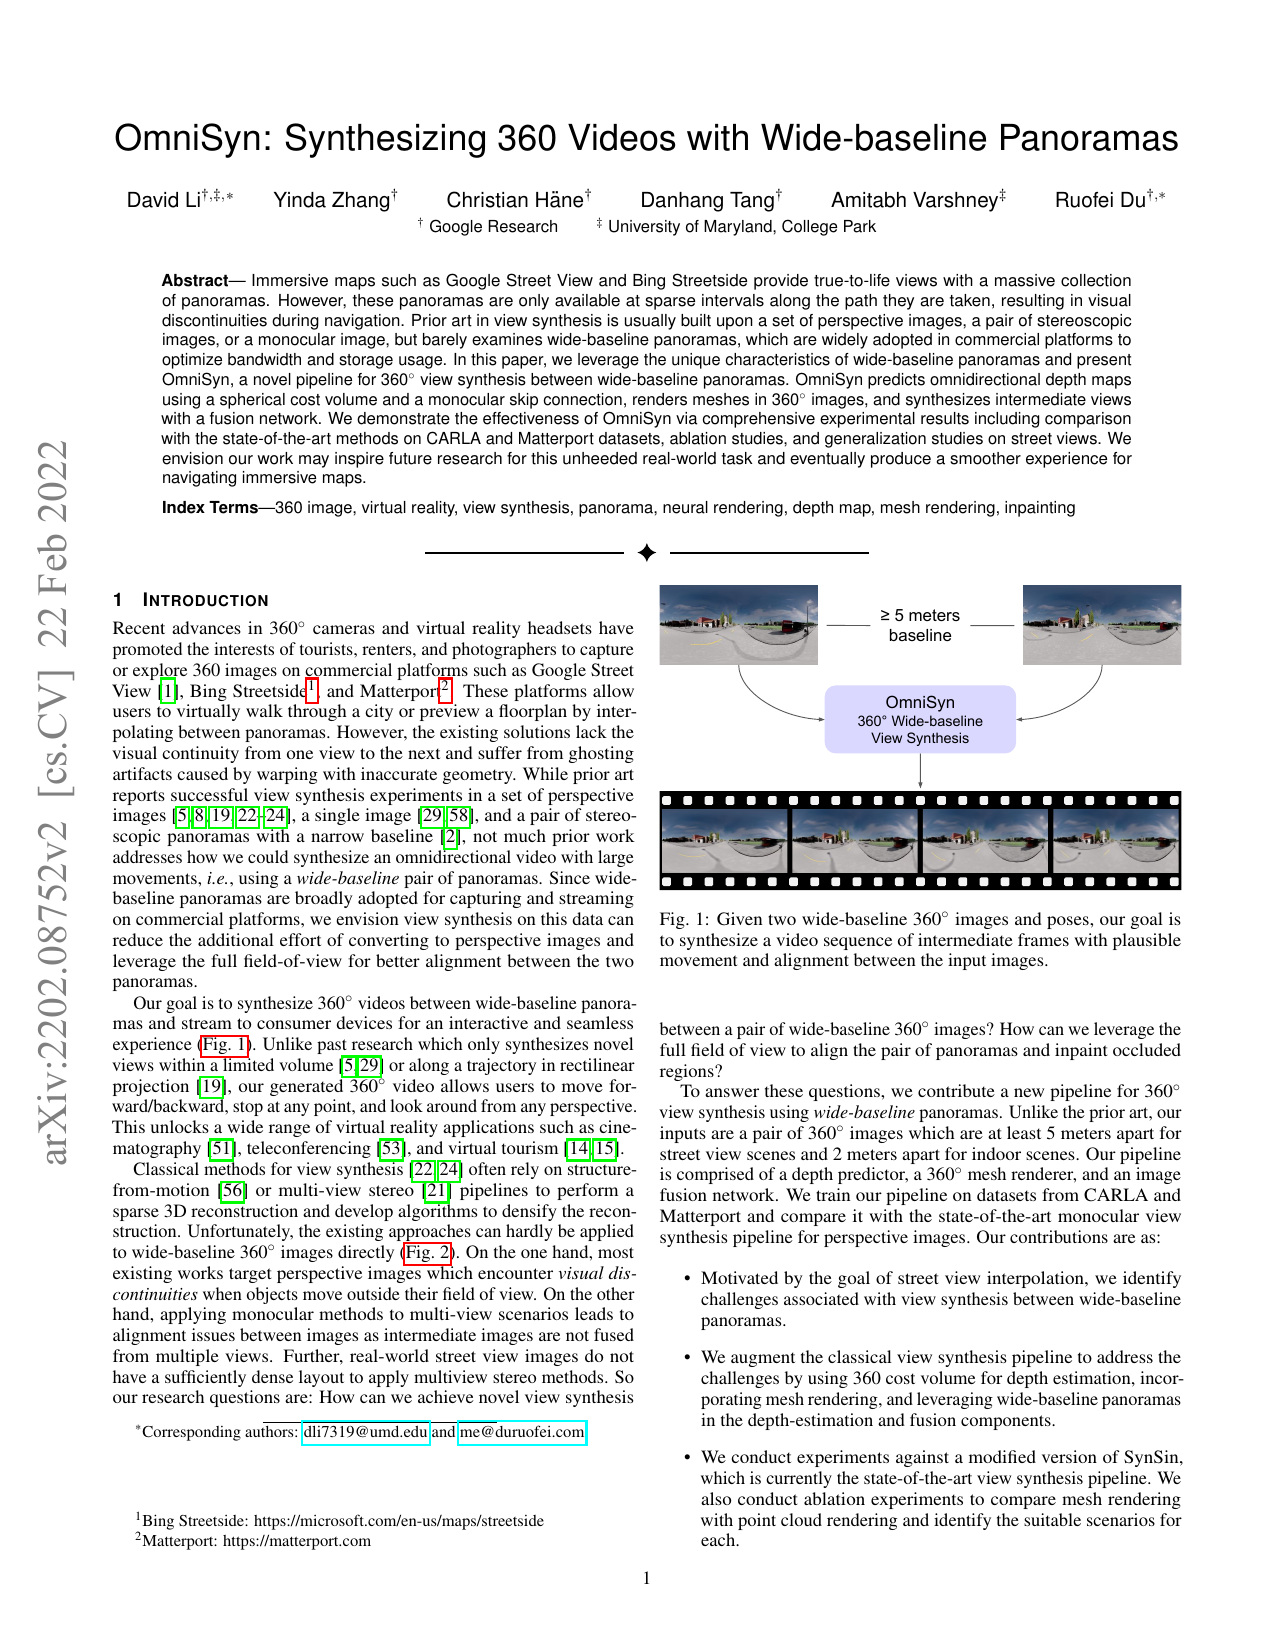 OmniSyn: Synthesizing 360 Videos with Wide-baseline Panoramas
David Li†,‡,∗ Yinda Zhang† Christian Häne† Danhang Tang† Amitabh Varshney‡ Ruofei Du†,∗
† Google Research ‡ University of Maryland, College Park
Abstract— Immersive maps such as Google Street View and Bing Streetside provide true-to-life views with a massive collection
of panoramas. However, these panoramas are only available at sparse intervals along the path they are taken, resulting in visual
discontinuities during navigation. Prior art in view synthesis is usually built upon a set of perspective images, a pair of stereoscopic
images, or a monocular image, but barely examines wide-baseline panoramas, which are widely adopted in commercial platforms to
optimize bandwidth and storage usage. In this paper, we leverage the unique characteristics of wide-baseline panoramas and present
OmniSyn, a novel pipeline for 360° view synthesis between wide-baseline panoramas. OmniSyn predicts omnidirectional depth maps
using a spherical cost volume and a monocular skip connection, renders meshes in 360° images, and synthesizes intermediate views
with a fusion network. We demonstrate the effectiveness of OmniSyn via comprehensive experimental results including comparison
with the state-of-the-art methods on CARLA and Matterport datasets, ablation studies, and generalization studies on street views. We
envision our work may inspire future research for this unheeded real-world task and eventually produce a smoother experience for
navigating immersive maps.
Index Terms—360 image, virtual reality, view synthesis, panorama, neural rendering, depth map, mesh rendering, inpainting
arXiv:2202.08752v2 [cs.CV] 22 Feb 2022
1 INTRODUCTION
Recent advances in 360° cameras and virtual reality headsets have
promoted the interests of tourists, renters, and photographers to capture
or explore 360 images on commercial platforms such as Google Street
View [1], Bing Streetside1, and Matterport2. These platforms allow
users to virtually walk through a city or preview a floorplan by inter-
polating between panoramas. However, the existing solutions lack the
visual continuity from one view to the next and suffer from ghosting
artifacts caused by warping with inaccurate geometry. While prior art
reports successful view synthesis experiments in a set of perspective
images [5,8,19,22–24], a single image [29,58], and a pair of stereo-
scopic panoramas with a narrow baseline [2], not much prior work
addresses how we could synthesize an omnidirectional video with large
movements, i.e., using a wide-baseline pair of panoramas. Since wide-
baseline panoramas are broadly adopted for capturing and streaming
on commercial platforms, we envision view synthesis on this data can
reduce the additional effort of converting to perspective images and
leverage the full field-of-view for better alignment between the two
panoramas.
Our goal is to synthesize 360° videos between wide-baseline panora-
mas and stream to consumer devices for an interactive and seamless
experience (Fig. 1). Unlike past research which only synthesizes novel
views within a limited volume [5,29] or along a trajectory in rectilinear
projection [19], our generated 360° video allows users to move for-
ward/backward, stop at any point, and look around from any perspective.
This unlocks a wide range of virtual reality applications such as cine-
matography [51], teleconferencing [53], and virtual tourism [14,15].
Classical methods for view synthesis [22,24] often rely on structure-
from-motion [56] or multi-view stereo [21] pipelines to perform a
sparse 3D reconstruction and develop algorithms to densify the recon-
struction. Unfortunately, the existing approaches can hardly be applied
to wide-baseline 360° images directly (Fig. 2). On the one hand, most
existing works target perspective images which encounter visual dis-
continuities when objects move outside their field of view. On the other
hand, applying monocular methods to multi-view scenarios leads to
alignment issues between images as intermediate images are not fused
from multiple views. Further, real-world street view images do not
have a sufficiently dense layout to apply multiview stereo methods. So
our research questions are: How can we achieve novel view synthesis
∗Corresponding authors: dli7319@umd.edu and me@duruofei.com
1Bing Streetside: https://microsoft.com/en-us/maps/streetside
2Matterport: https://matterport.com
≥ 5 meters
baseline
OmniSyn
360° Wide-baseline
View Synthesis
Fig. 1: Given two wide-baseline 360° images and poses, our goal is
to synthesize a video sequence of intermediate frames with plausible
movement and alignment between the input images.
between a pair of wide-baseline 360° images? How can we leverage the
full field of view to align the pair of panoramas and inpaint occluded
regions?
To answer these questions, we contribute a new pipeline for 360°
view synthesis using wide-baseline panoramas. Unlike the prior art, our
inputs are a pair of 360° images which are at least 5 meters apart for
street view scenes and 2 meters apart for indoor scenes. Our pipeline
is comprised of a depth predictor, a 360° mesh renderer, and an image
fusion network. We train our pipeline on datasets from CARLA and
Matterport and compare it with the state-of-the-art monocular view
synthesis pipeline for perspective images. Our contributions are as:
• Motivated by the goal of street view interpolation, we identify
challenges associated with view synthesis between wide-baseline
panoramas.
• We augment the classical view synthesis pipeline to address the
challenges by using 360 cost volume for depth estimation, incor-
porating mesh rendering, and leveraging wide-baseline panoramas
in the depth-estimation and fusion components.
• We conduct experiments against a modified version of SynSin,
which is currently the state-of-the-art view synthesis pipeline. We
also conduct ablation experiments to compare mesh rendering
with point cloud rendering and identify the suitable scenarios for
each.
1